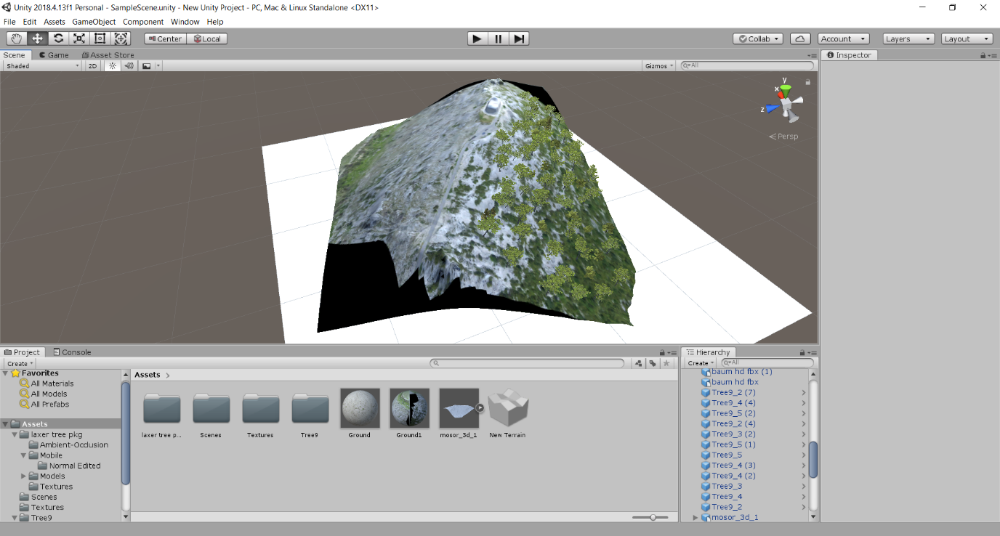 Unity 2018.4.13f1 Personal - SampleScene.unity - New Unity Project - PC, Mac & Linux Standalone <DX11>
File Edit Assets GameObject Component Window Help
Center Local Collab Account Layers Layout
Scene Game Asset Store Inspector
Shaded 2D Gizmos All
y
x
z
Persp
Project Console
Create
Favorites
All Materials
All Models
All Prefabs
Assets
laxer tree pkg
Ambient-Occlusion
Mobile
Normal Edited
Models
Textures
Scenes
Textures
Tree9
Assets
laxer tree p... Scenes Textures Tree9 Ground Ground1 mosor_3d_1 New Terrain
Hierarchy
Create All
baum hd fbx (1)
baum hd fbx
Tree9_2 (7)
Tree9_4 (4)
Tree9_5 (2)
Tree9_2 (4)
Tree9_3 (2)
Tree9_5 (1)
Tree9_5
Tree9_4 (3)
Tree9_4 (2)
Tree9_3
Tree9_4
Tree9_2
mosor_3d_1